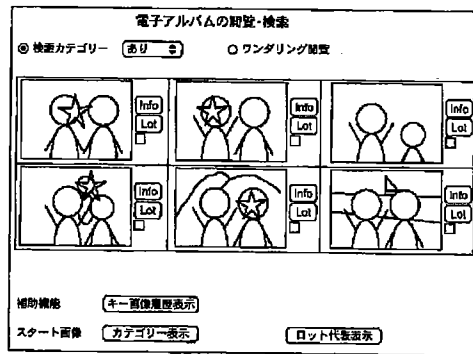 電子アルバムの閲覧・検索
◉ 検索カテゴリー あり ○ ワンダリング閲覧
Info Info Info
Lot Lot Lot
Info Info Info
Lot Lot Lot
補助機能 キー画像履歴表示
スタート画像 カテゴリー表示 ロット代表表示